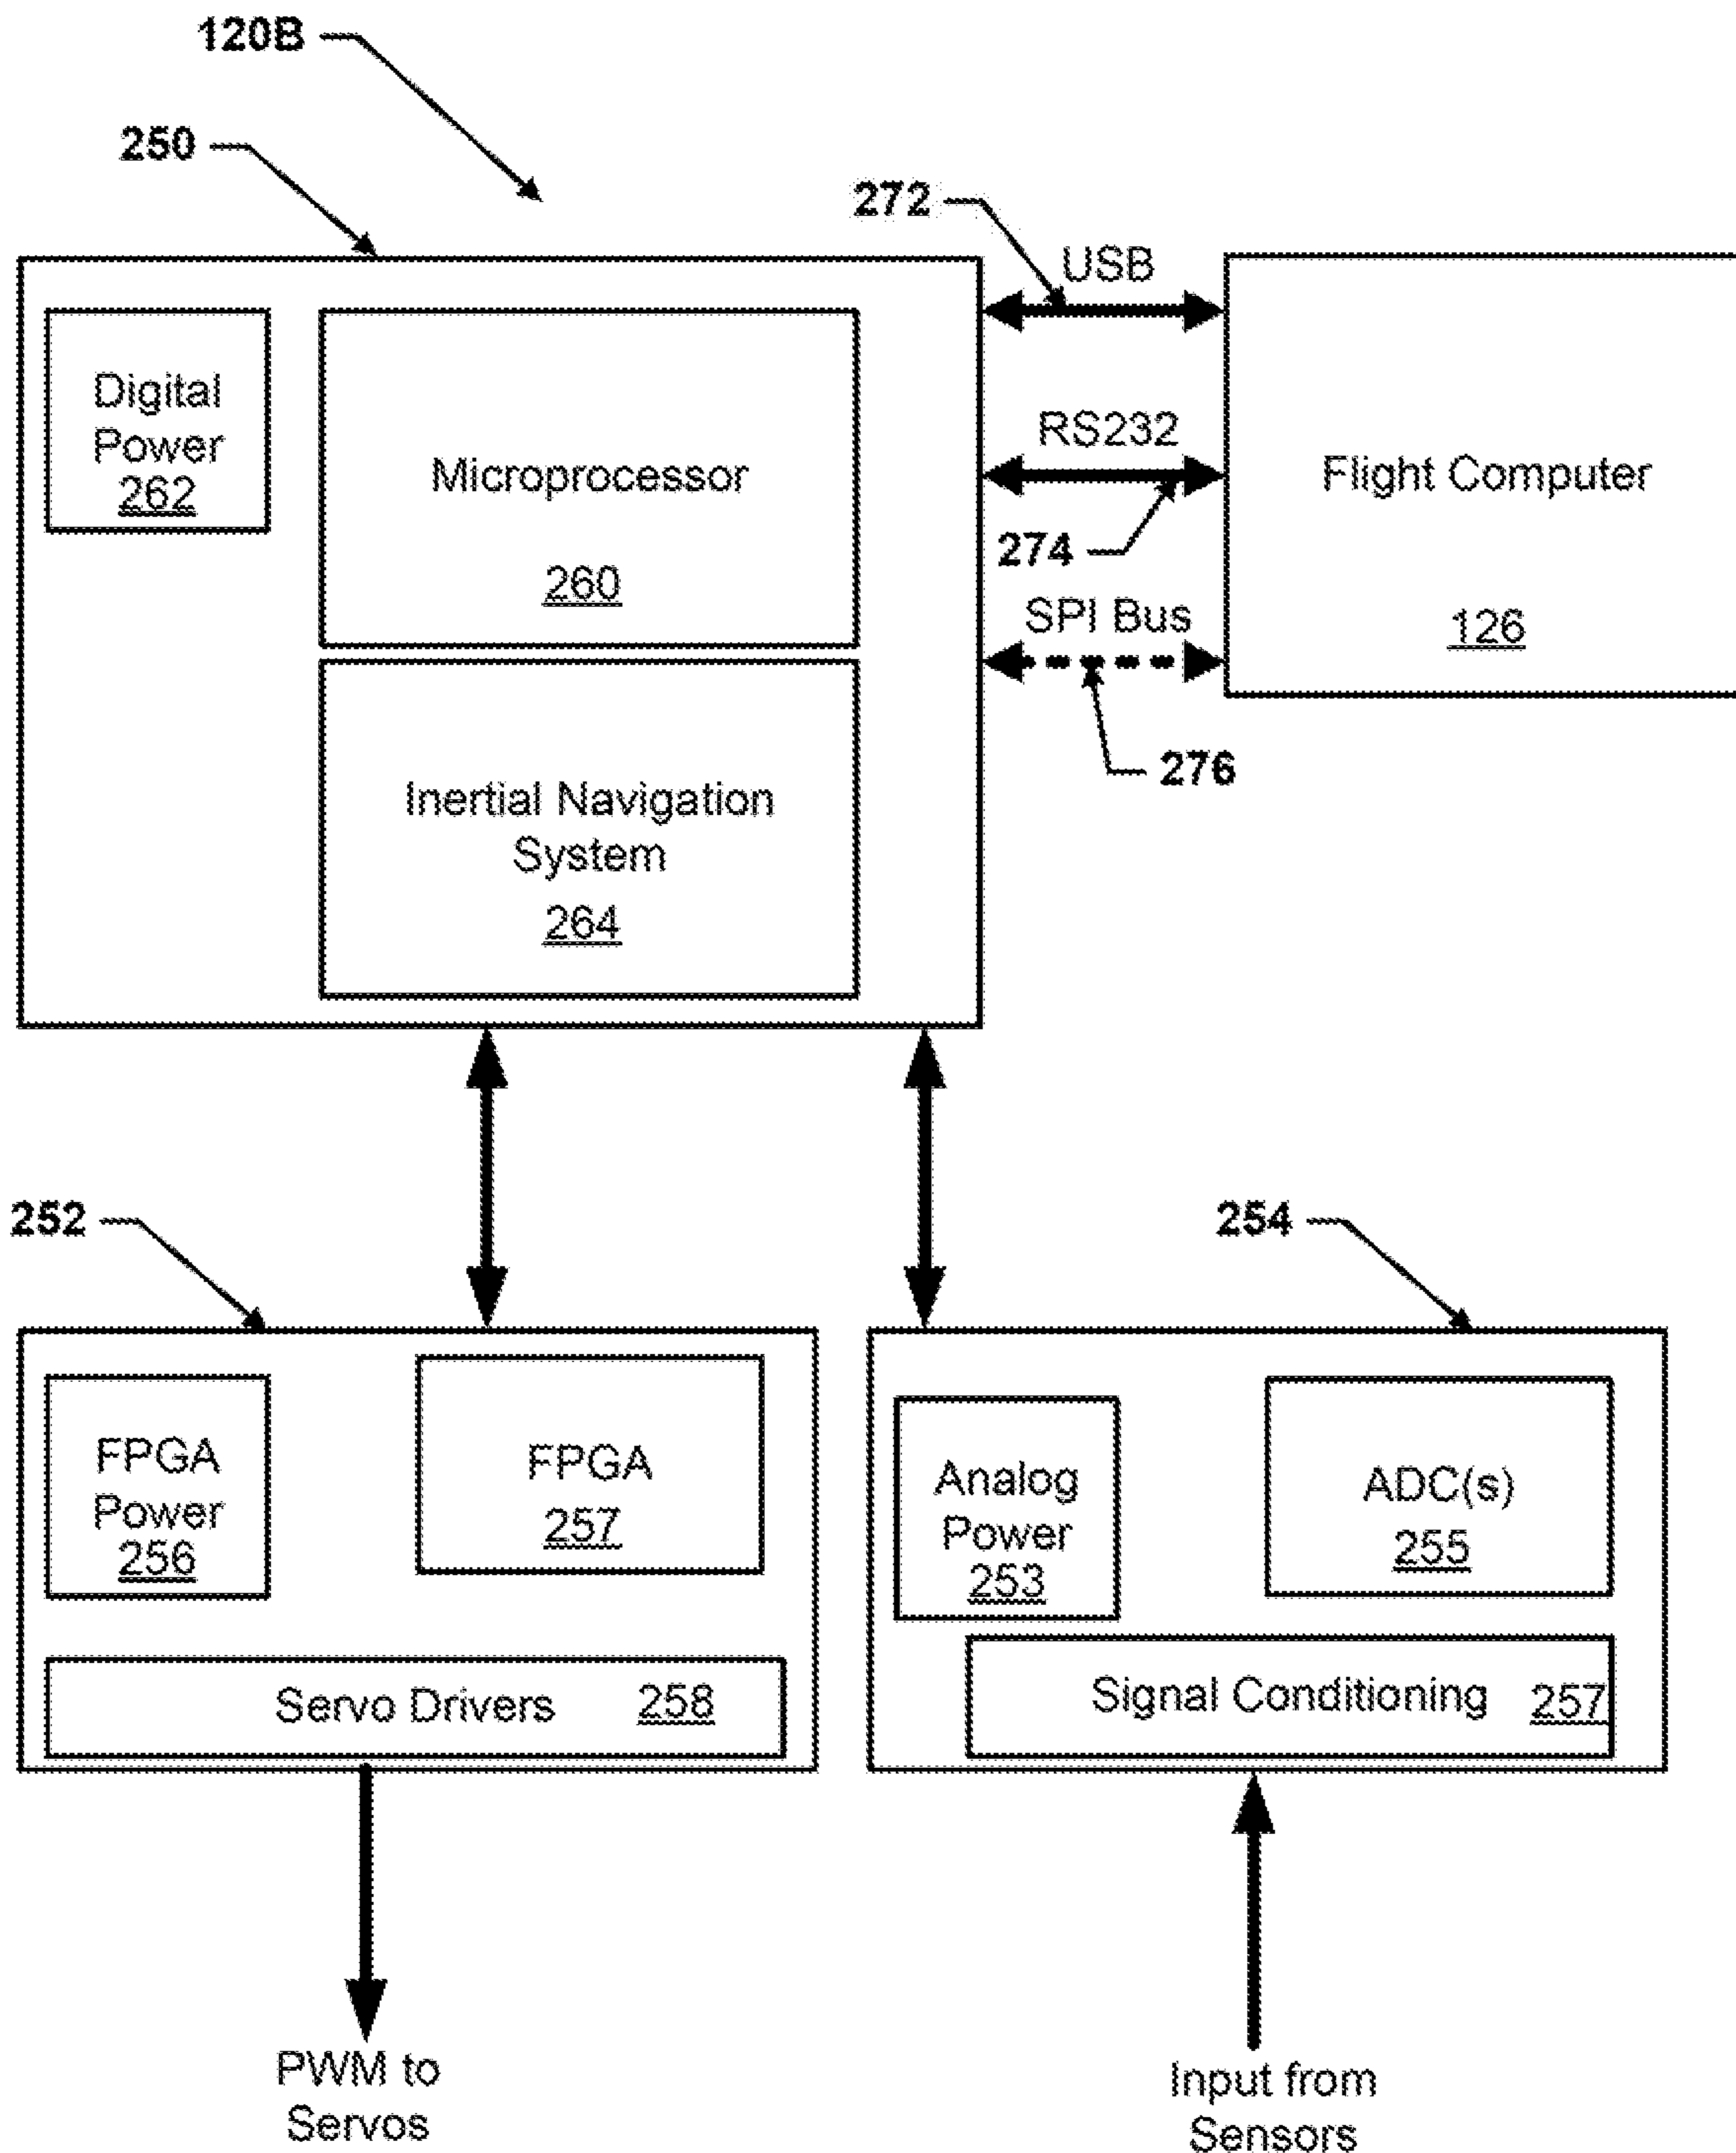 120B
250
272
USB
Digital
Power
262
Microprocessor
260
RS232
274
Flight Computer
126
SPI Bus
276
Inertial Navigation
System
264
252
254
FPGA
Power
256
FPGA
257
Servo Drivers 258
Analog
Power
253
ADC(s)
255
Signal Conditioning 257
PWM to
Servos
Input from
Sensors